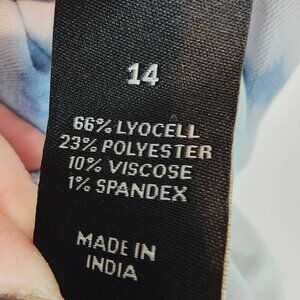 14
66% LYOCELL
23% POLYESTER
10% VISCOSE
1% SPANDEX
MADE IN
INDIA